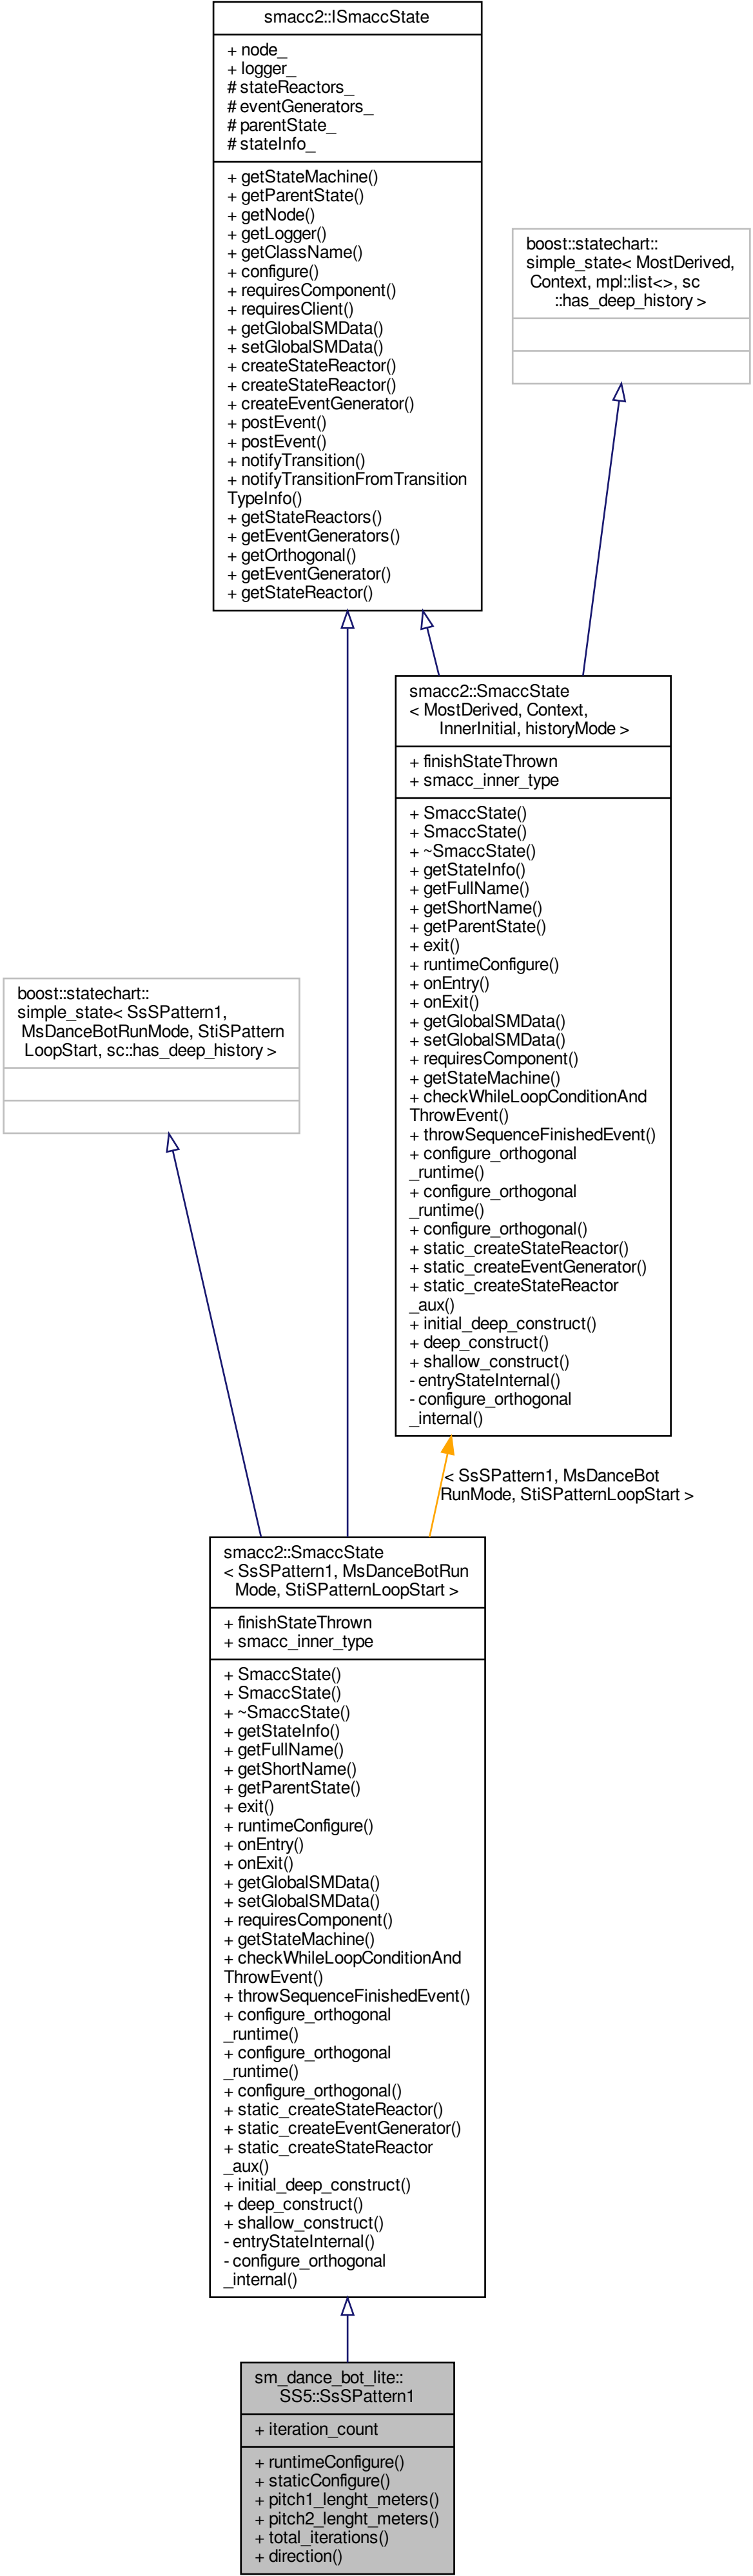 smacc2::ISmaccState
+ node_
+ logger_
# stateReactors_
# eventGenerators_
# parentState_
# stateInfo_
+ getStateMachine()
+ getParentState()
+ getNode()
+ getLogger()
+ getClassName()
+ configure()
+ requiresComponent()
+ requiresClient()
+ getGlobalSMData()
+ setGlobalSMData()
+ createStateReactor()
+ createStateReactor()
+ createEventGenerator()
+ postEvent()
+ postEvent()
+ notifyTransition()
+ notifyTransitionFromTransition
TypeInfo()
+ getStateReactors()
+ getEventGenerators()
+ getOrthogonal()
+ getEventGenerator()
+ getStateReactor()
boost::statechart::
simple_state< MostDerived,
Context, mpl::list<>, sc
::has_deep_history >
smacc2::SmaccState
< MostDerived, Context,
InnerInitial, historyMode >
+ finishStateThrown
+ smacc_inner_type
+ SmaccState()
+ SmaccState()
+ ~SmaccState()
+ getStateInfo()
+ getFullName()
+ getShortName()
+ getParentState()
+ exit()
+ runtimeConfigure()
+ onEntry()
+ onExit()
+ getGlobalSMData()
+ setGlobalSMData()
+ requiresComponent()
+ getStateMachine()
+ checkWhileLoopConditionAnd
ThrowEvent()
+ throwSequenceFinishedEvent()
+ configure_orthogonal
_runtime()
+ configure_orthogonal
_runtime()
+ configure_orthogonal()
+ static_createStateReactor()
+ static_createEventGenerator()
+ static_createStateReactor
_aux()
+ initial_deep_construct()
+ deep_construct()
+ shallow_construct()
- entryStateInternal()
- configure_orthogonal
_internal()
boost::statechart::
simple_state< SsSPattern1,
MsDanceBotRunMode, StiSPattern
LoopStart, sc::has_deep_history >
< SsSPattern1, MsDanceBot
RunMode, StiSPatternLoopStart >
smacc2::SmaccState
< SsSPattern1, MsDanceBotRun
Mode, StiSPatternLoopStart >
+ finishStateThrown
+ smacc_inner_type
+ SmaccState()
+ SmaccState()
+ ~SmaccState()
+ getStateInfo()
+ getFullName()
+ getShortName()
+ getParentState()
+ exit()
+ runtimeConfigure()
+ onEntry()
+ onExit()
+ getGlobalSMData()
+ setGlobalSMData()
+ requiresComponent()
+ getStateMachine()
+ checkWhileLoopConditionAnd
ThrowEvent()
+ throwSequenceFinishedEvent()
+ configure_orthogonal
_runtime()
+ configure_orthogonal
_runtime()
+ configure_orthogonal()
+ static_createStateReactor()
+ static_createEventGenerator()
+ static_createStateReactor
_aux()
+ initial_deep_construct()
+ deep_construct()
+ shallow_construct()
- entryStateInternal()
- configure_orthogonal
_internal()
sm_dance_bot_lite::
SS5::SsSPattern1
+ iteration_count
+ runtimeConfigure()
+ staticConfigure()
+ pitch1_lenght_meters()
+ pitch2_lenght_meters()
+ total_iterations()
+ direction()